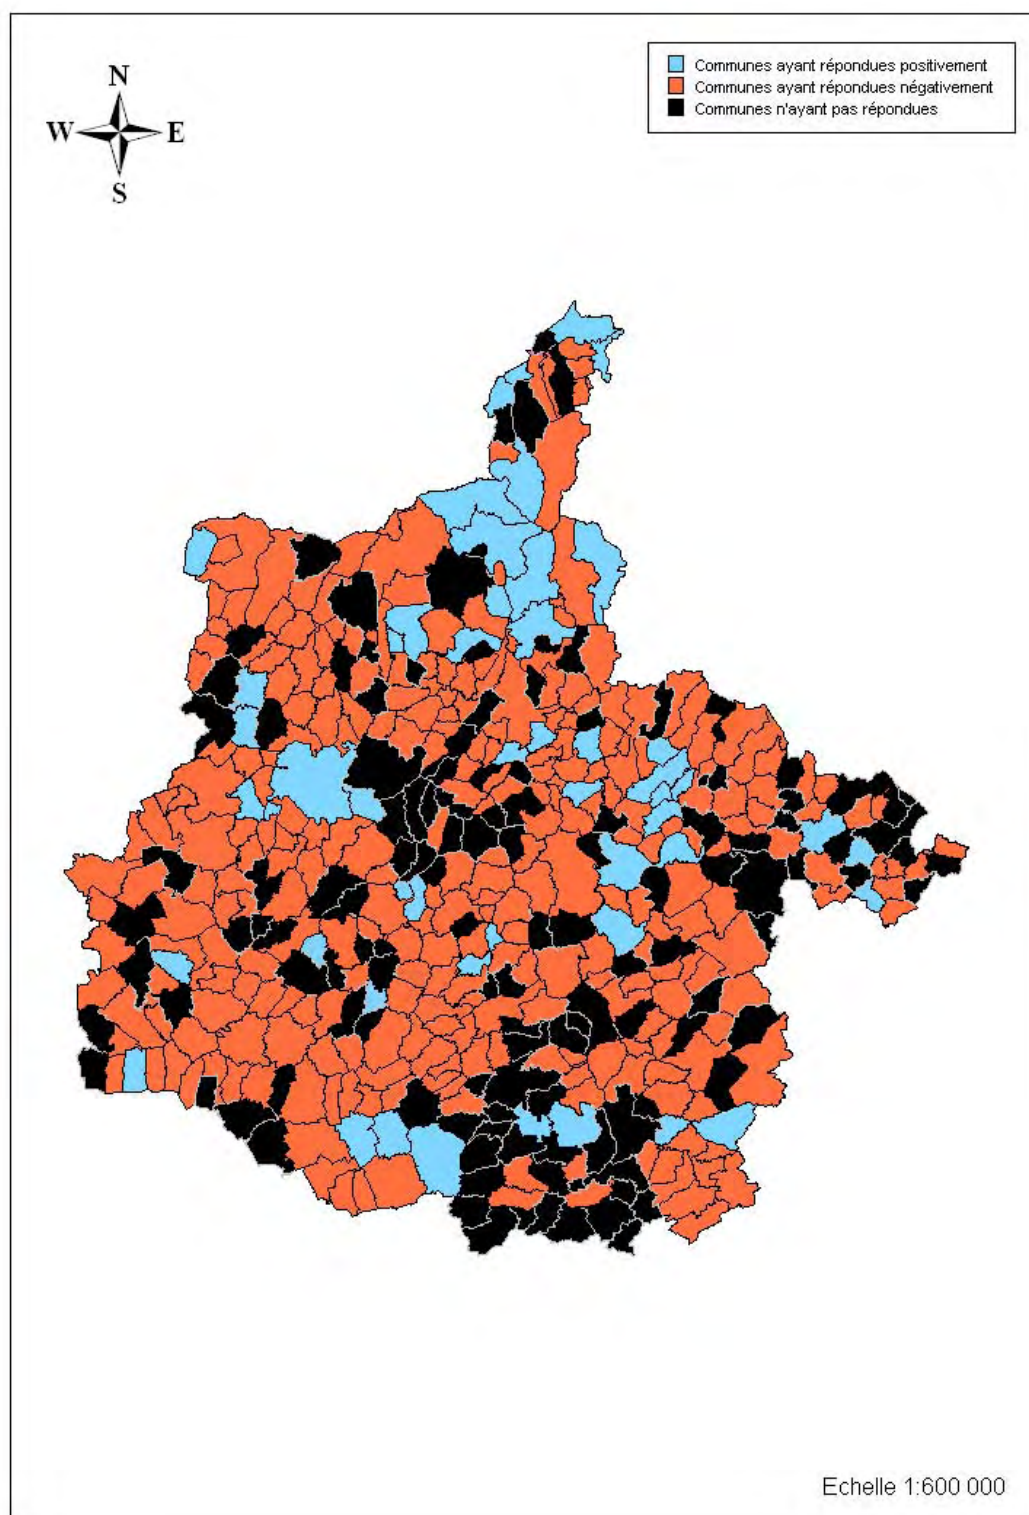 Communes ayant répondues positivement
Communes ayant répondues négativement
Communes n'ayant pas répondues
N
W E
S
Echelle 1:600 000